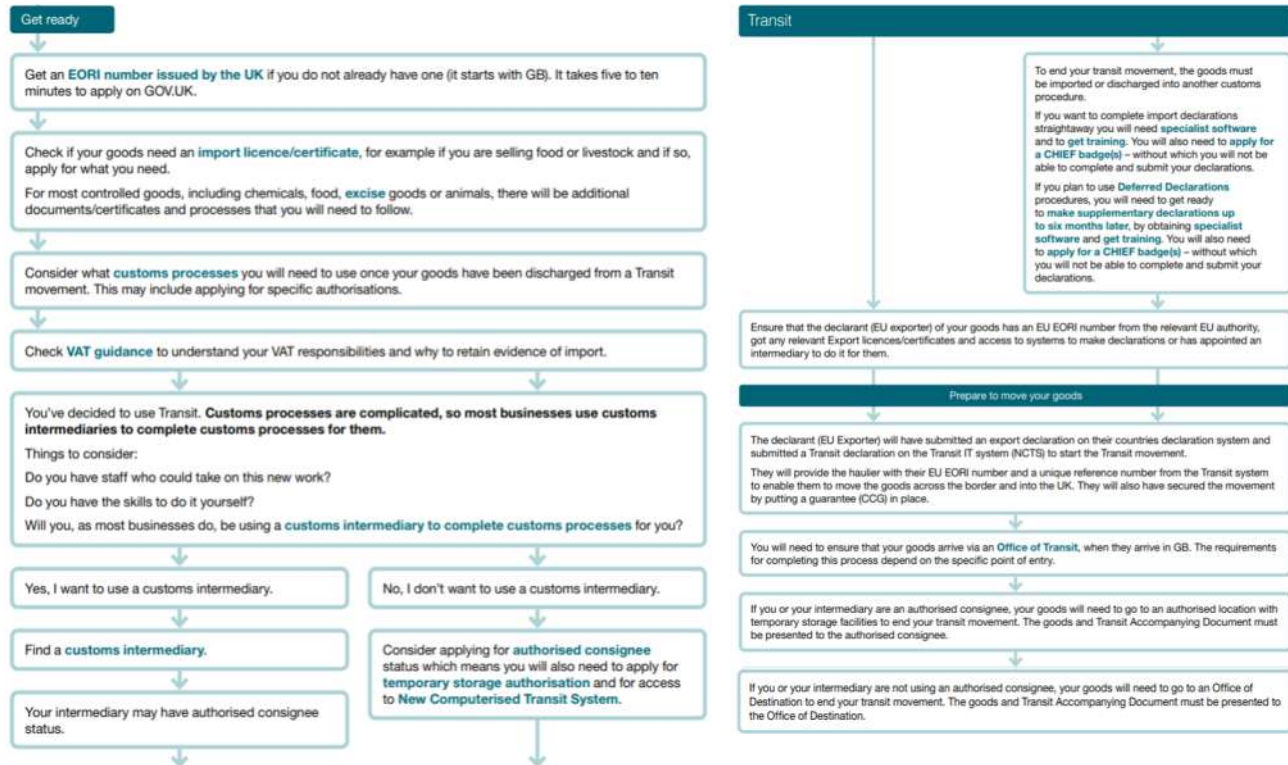 Get ready
Get an EORI number issued by the UK if you do not already have one (it starts with GB). It takes five to ten
minutes to apply on GOV.UK.
Check if your goods need an import licence/certificate, for example if you are selling food or livestock and if so,
apply for what you need.
For most controlled goods, including chemicals, food, excise goods or animals, there will be additional
documents/certificates and processes that you will need to follow.
Consider what customs processes you will need to use once your goods have been discharged from a Transit
movement. This may include applying for specific authorisations.
Check VAT guidance to understand your VAT responsibilities and why to retain evidence of import.
You've decided to use Transit. Customs processes are complicated, so most businesses use customs
intermediaries to complete customs processes for them.
Things to consider:
Do you have staff who could take on this new work?
Do you have the skills to do it yourself?
Will you, as most businesses do, be using a customs intermediary to complete customs processes for you?
Yes, I want to use a customs intermediary.
Find a customs intermediary.
Your intermediary may have authorised consignee
status.
No, I don't want to use a customs intermediary.
Consider applying for authorised consignee
status which means you will also need to apply for
temporary storage authorisation and for access
to New Computerised Transit System.
Transit
To end your transit movement, the goods must
be imported or discharged into another customs
procedure.
If you want to complete import declarations
straightaway you will need specialist software
and to get training. You will also need to apply for
a CHIEF badge(s) – without which you will not be
able to complete and submit your declarations.
If you plan to use Deferred Declarations
procedures, you will need to get ready
to make supplementary declarations up
to six months later, by obtaining specialist
software and get training. You will also need
to apply for a CHIEF badge(s) – without which
you will not be able to complete and submit your
declarations.
Ensure that the declarant (EU exporter) of your goods has an EU EORI number from the relevant EU authority,
got any relevant Export licences/certificates and access to systems to make declarations or has appointed an
intermediary to do it for them.
Prepare to move your goods
The declarant (EU Exporter) will have submitted an export declaration on their countries declaration system and
submitted a Transit declaration on the Transit IT system (NCTS) to start the Transit movement.
They will provide the haulier with their EU EORI number and a unique reference number from the Transit system
to enable them to move the goods across the border and into the UK. They will also have secured the movement
by putting a guarantee (CCG) in place.
You will need to ensure that your goods arrive via an Office of Transit, when they arrive in GB. The requirements
for completing this process depend on the specific point of entry.
If you or your intermediary are an authorised consignee, your goods will need to go to an authorised location with
temporary storage facilities to end your transit movement. The goods and Transit Accompanying Document must
be presented to the authorised consignee.
If you or your intermediary are not using an authorised consignee, your goods will need to go to an Office of
Destination to end your transit movement. The goods and Transit Accompanying Document must be presented to
the Office of Destination.